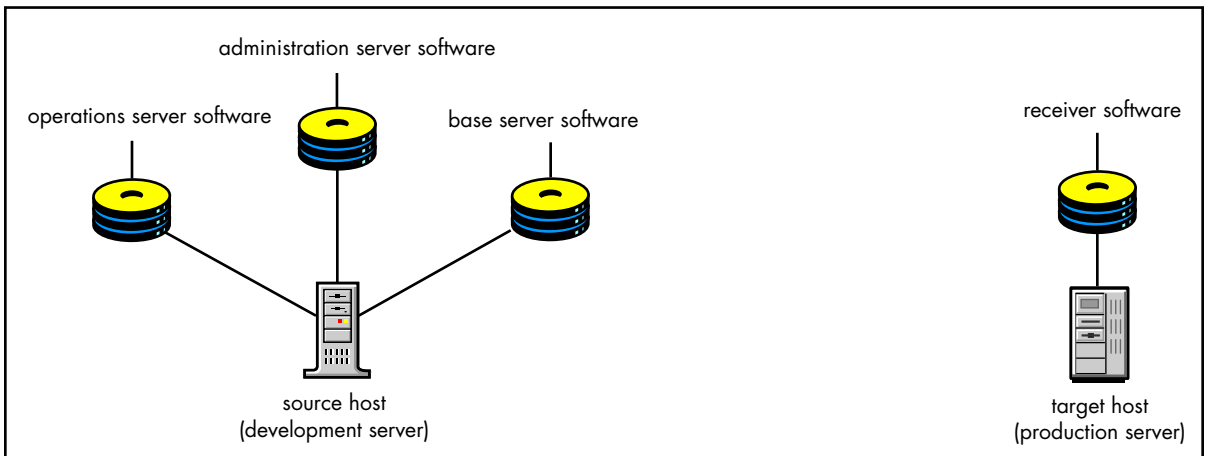 administration server software
operations server software
base server software
receiver software
source host
(development server)
target host
(production server)